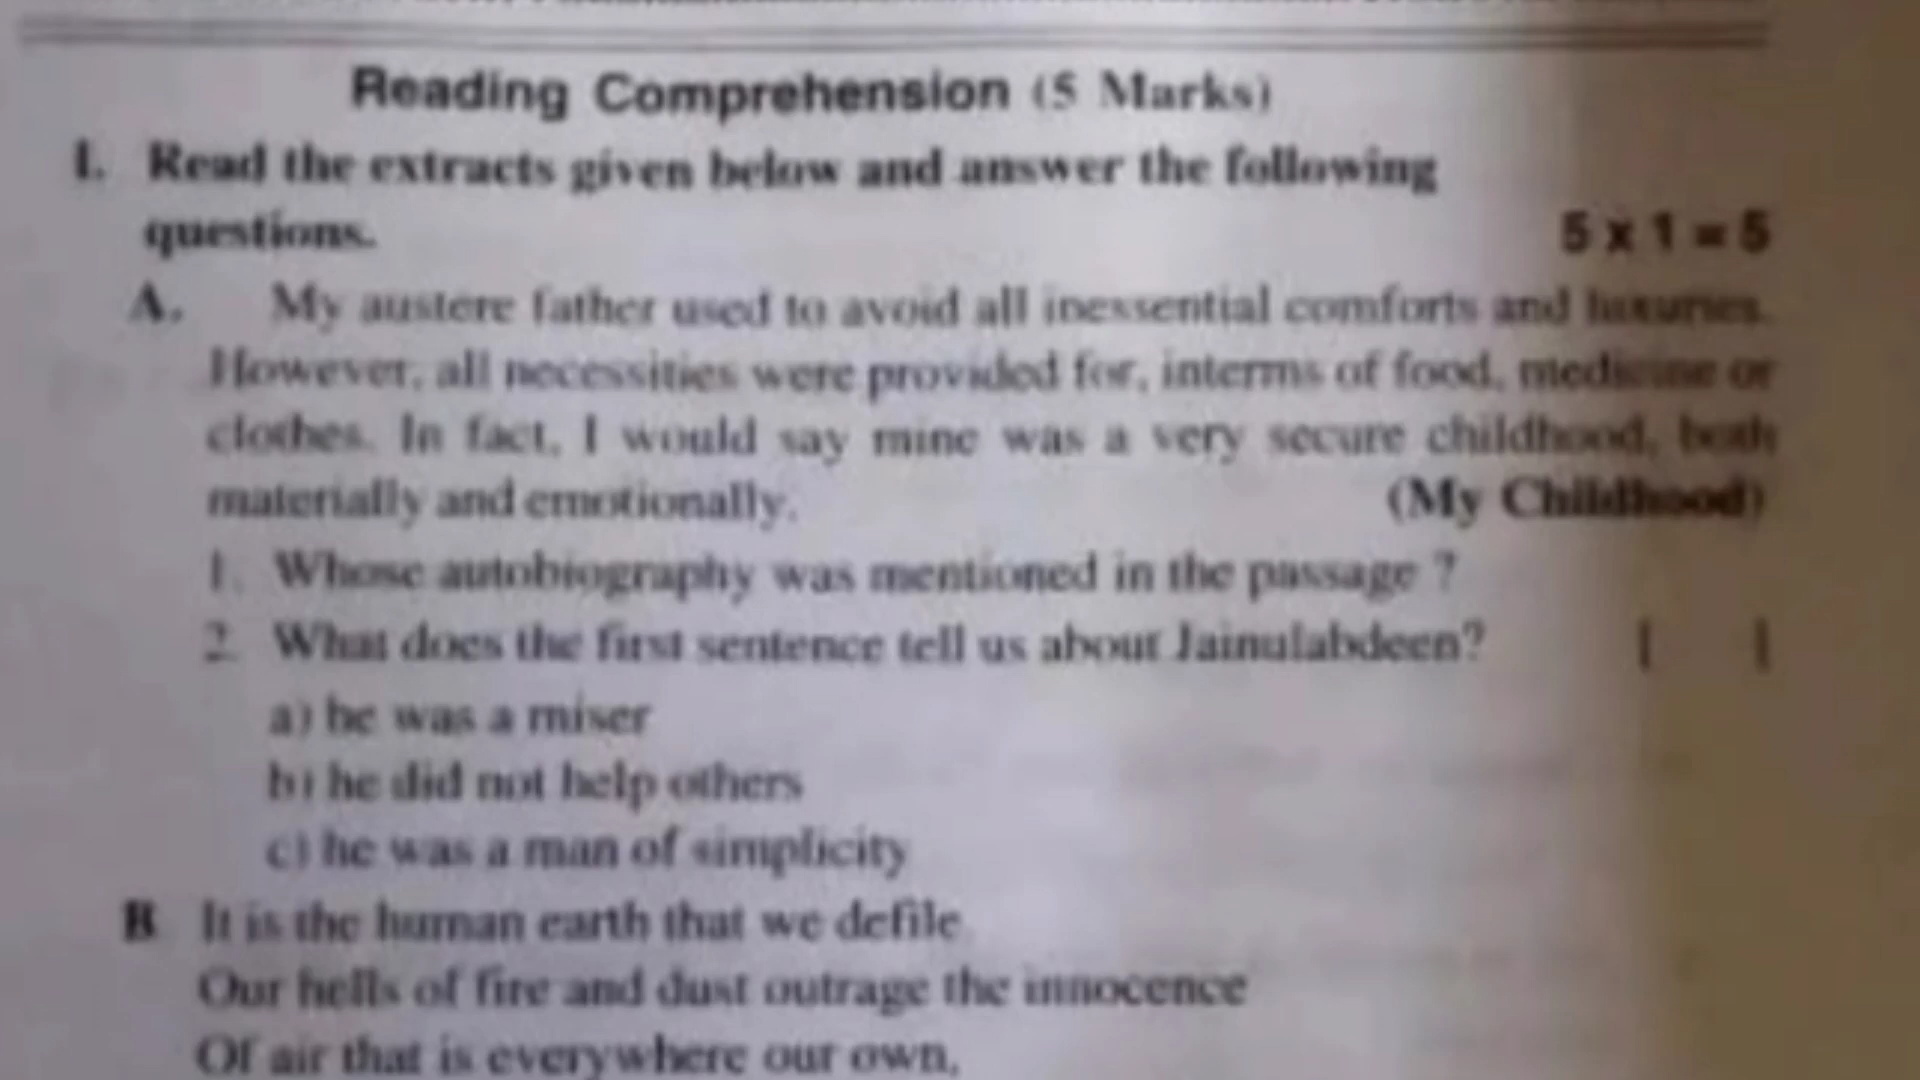 Reading Comprehension (5 Marks)
I. Read the extracts given below and answer the following
questions. 5 x 1 = 5
A. My austere father used to avoid all inessential comforts and luxuries.
However, all necessities were provided for, interms of food, medicine or
clothes. In fact, I would say mine was a very secure childhood, both
materially and emotionally. (My Childhood)
1. Whose autobiography was mentioned in the passage ?
2. What does the first sentence tell us about Jainulabdeen? [ ]
a) he was a miser
b) he did not help others
c) he was a man of simplicity
B It is the human earth that we defile.
Our hells of fire and dust outrage the innocence
Of air that is everywhere our own,